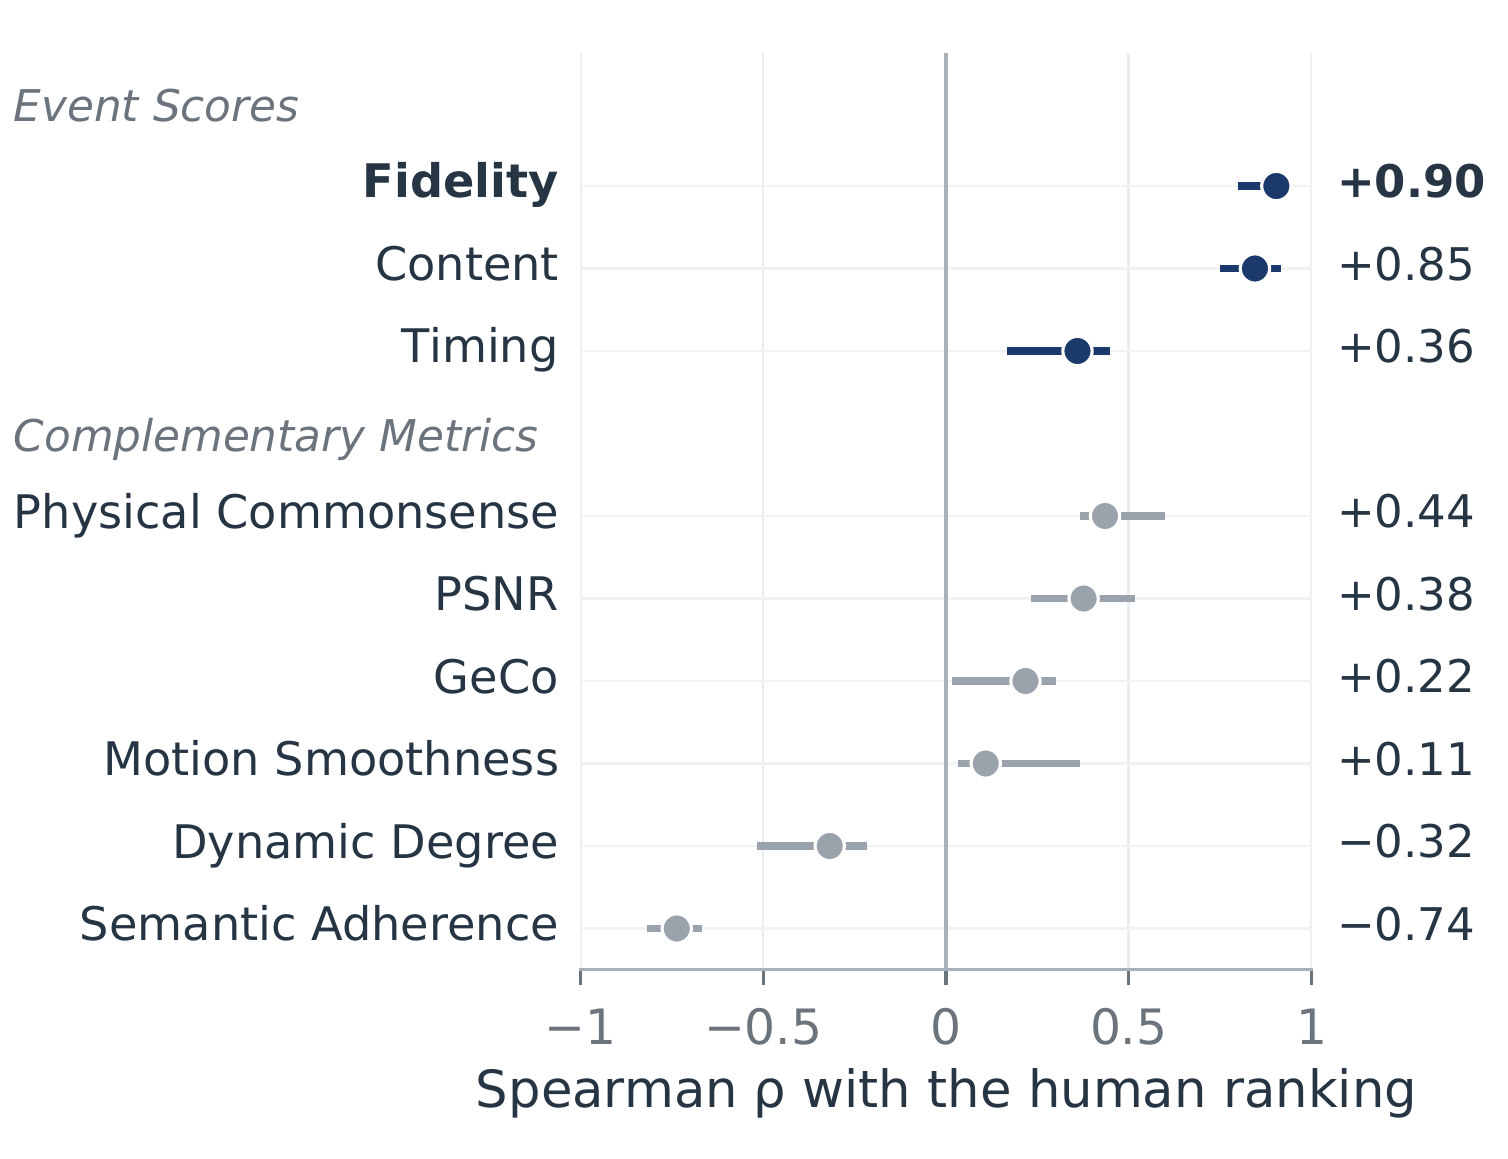 Event Scores
Fidelity +0.90
Content +0.85
Timing +0.36
Complementary Metrics
Physical Commonsense +0.44
PSNR +0.38
GeCo +0.22
Motion Smoothness +0.11
Dynamic Degree −0.32
Semantic Adherence −0.74
−1 −0.5 0 0.5 1
Spearman ρ with the human ranking